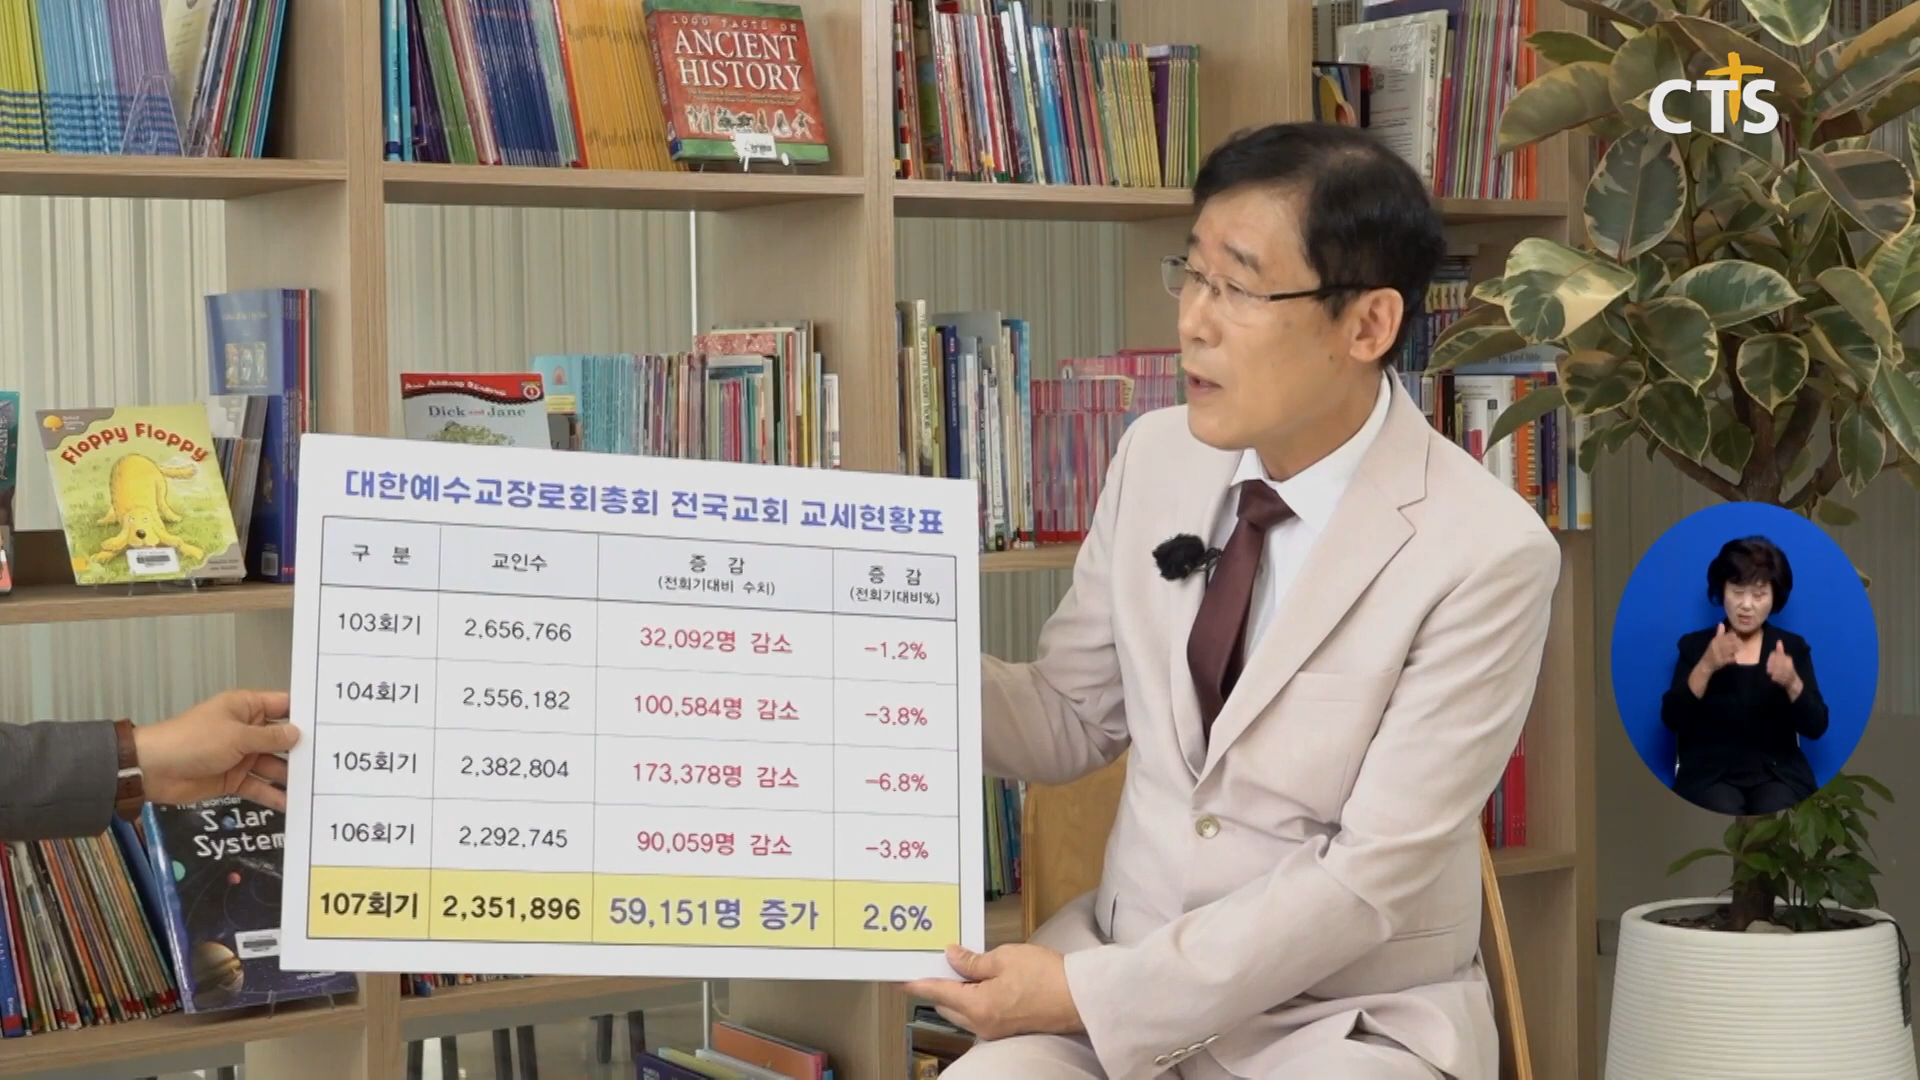 1000 FACTS ON
ANCIENT
HISTORY
CTS
Floppy Floppy
Dick and Jane
The Wonder
Solar
System
대한예수교장로회총회 전국교회 교세현황표
구 분 교인수 증 감 (전회기대비 수치) 증 감 (전회기대비%)
103회기 2,656,766 32,092명 감소 -1.2%
104회기 2,556,182 100,584명 감소 -3.8%
105회기 2,382,804 173,378명 감소 -6.8%
106회기 2,292,745 90,059명 감소 -3.8%
107회기 2,351,896 59,151명 증가 2.6%